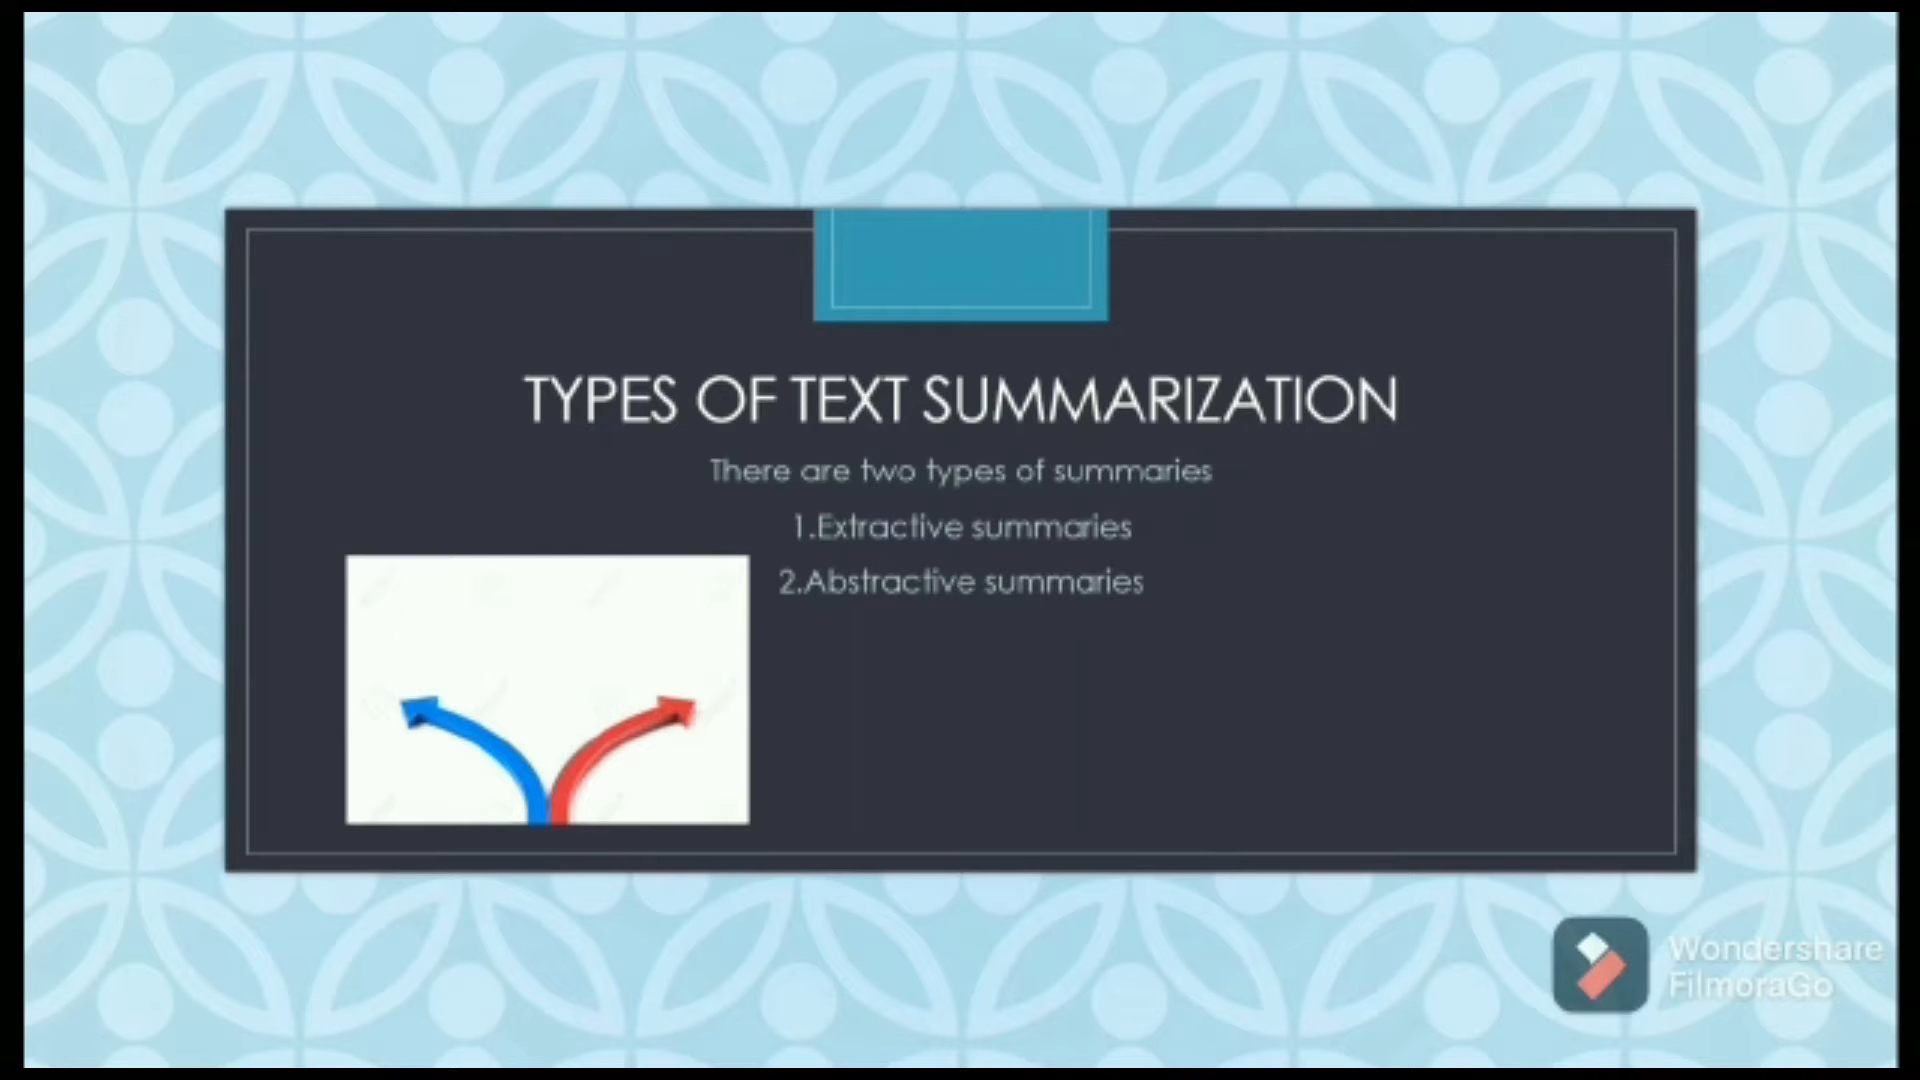 TYPES OF TEXT SUMMARIZATION
There are two types of summaries
1.Extractive summaries
2.Abstractive summaries
Wondershare
FilmoraGo